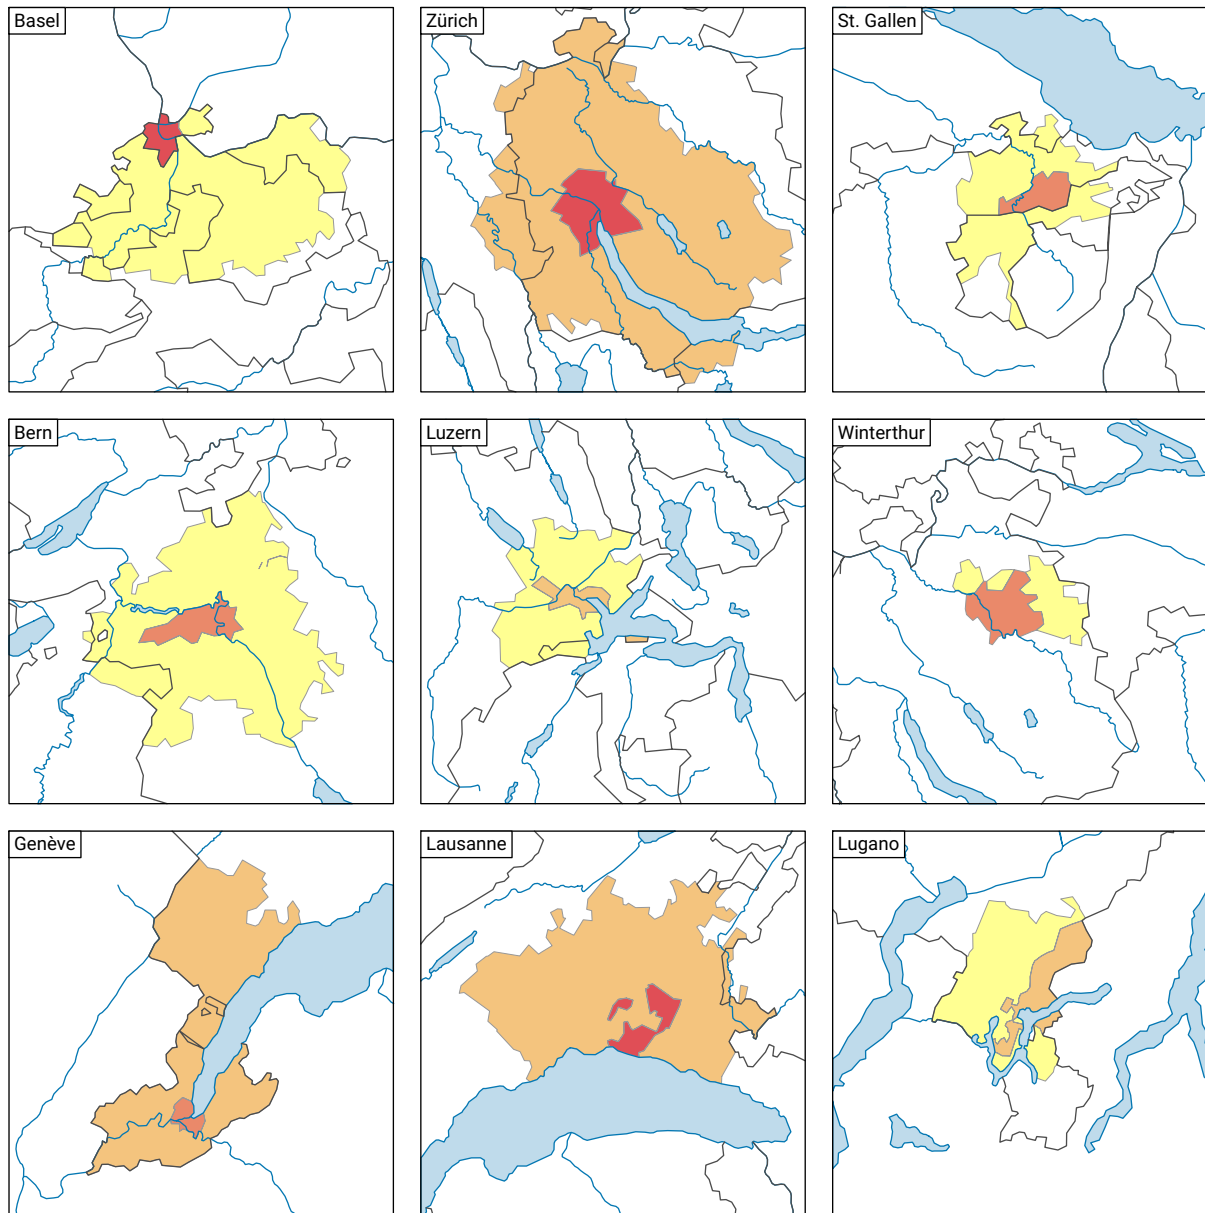 Basel
Zürich
St. Gallen
Bern
Luzern
Winterthur
Genève
Lausanne
Lugano